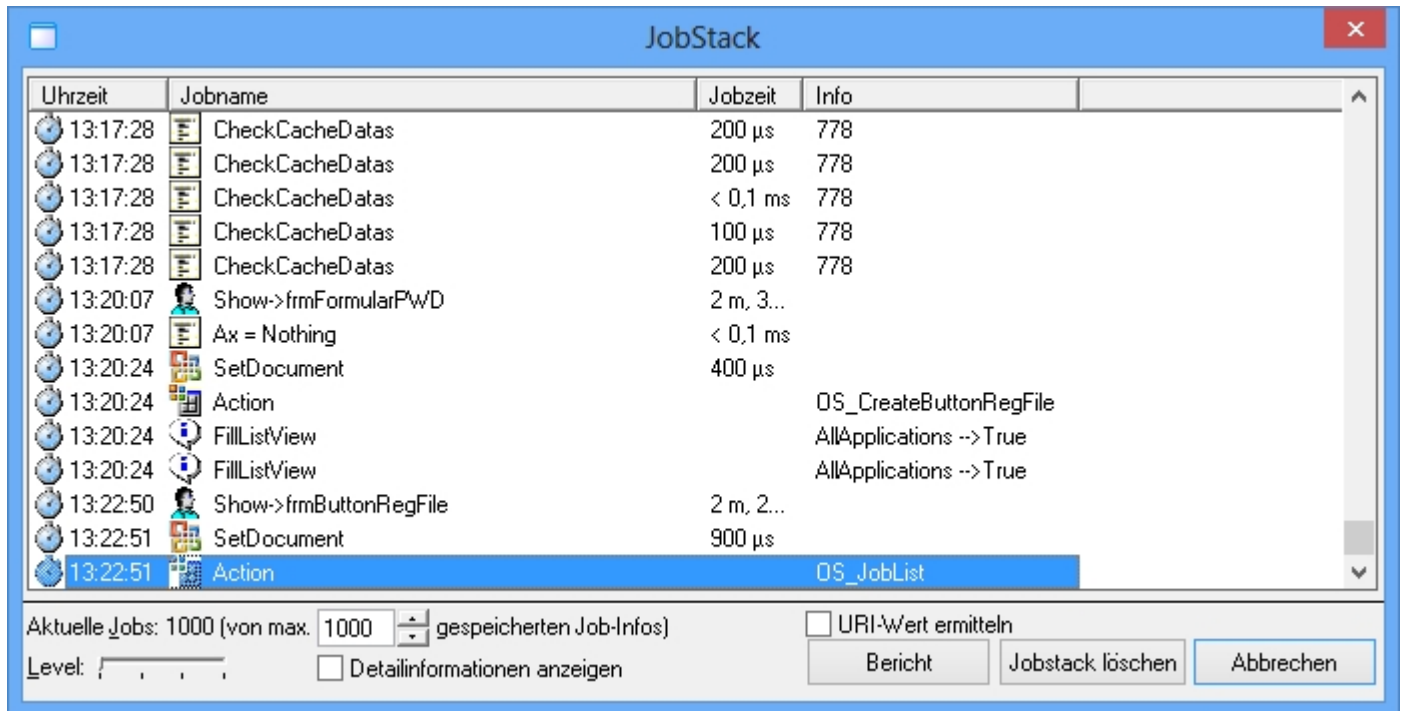 JobStack
Uhrzeit Jobname Jobzeit Info
13:17:28 CheckCacheDatas 200 µs 778
13:17:28 CheckCacheDatas 200 µs 778
13:17:28 CheckCacheDatas < 0,1 ms 778
13:17:28 CheckCacheDatas 100 µs 778
13:17:28 CheckCacheDatas 200 µs 778
13:20:07 Show->frmFormularPWD 2 m, 3...
13:20:07 Ax = Nothing < 0,1 ms
13:20:24 SetDocument 400 µs
13:20:24 Action OS_CreateButtonRegFile
13:20:24 FillListView AllApplications -->True
13:20:24 FillListView AllApplications -->True
13:22:50 Show->frmButtonRegFile 2 m, 2...
13:22:51 SetDocument 900 µs
13:22:51 Action OS_JobList
Aktuelle Jobs: 1000 (von max. 1000 gespeicherten Job-Infos) URI-Wert ermitteln
Level: Detailinformationen anzeigen Bericht Jobstack löschen Abbrechen